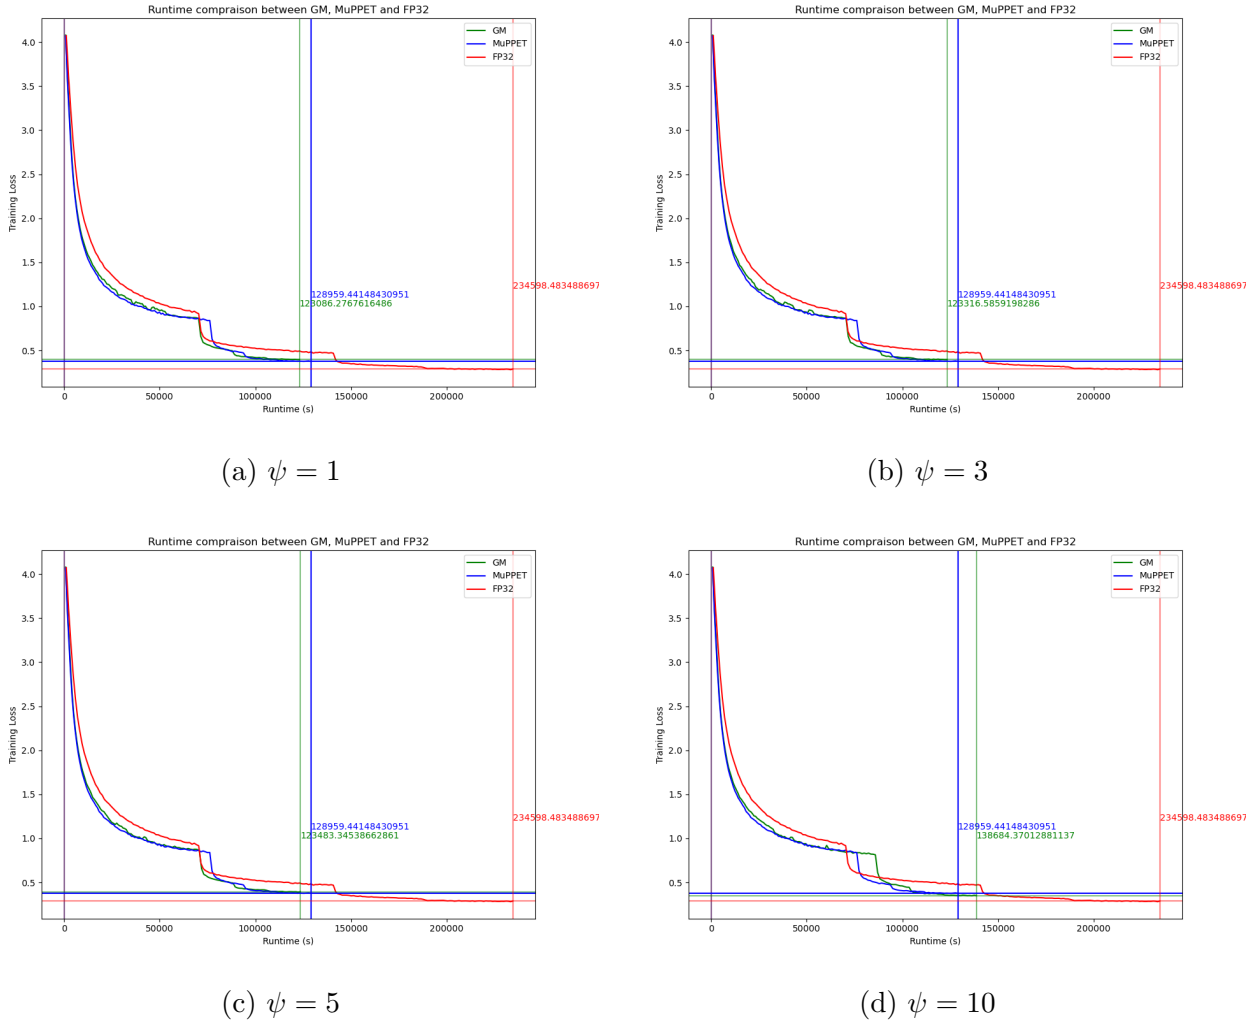 Runtime compraison between GM, MuPPET and FP32
GM
MuPPET
FP32
4.0
3.5
3.0
2.5
2.0
1.5
1.0
0.5
Training Loss
234598.483488697
128959.44148430951
123086.2767616486
0
50000
100000
150000
200000
Runtime (s)
(a) ψ = 1
Runtime compraison between GM, MuPPET and FP32
GM
MuPPET
FP32
4.0
3.5
3.0
2.5
2.0
1.5
1.0
0.5
Training Loss
234598.483488697
128959.44148430951
123316.5859198286
0
50000
100000
150000
200000
Runtime (s)
(b) ψ = 3
Runtime compraison between GM, MuPPET and FP32
GM
MuPPET
FP32
4.0
3.5
3.0
2.5
2.0
1.5
1.0
0.5
Training Loss
234598.483488697
128959.44148430951
123483.34538662861
0
50000
100000
150000
200000
Runtime (s)
(c) ψ = 5
Runtime compraison between GM, MuPPET and FP32
GM
MuPPET
FP32
4.0
3.5
3.0
2.5
2.0
1.5
1.0
0.5
Training Loss
234598.483488697
128959.44148430951
138684.37012881137
0
50000
100000
150000
200000
Runtime (s)
(d) ψ = 10